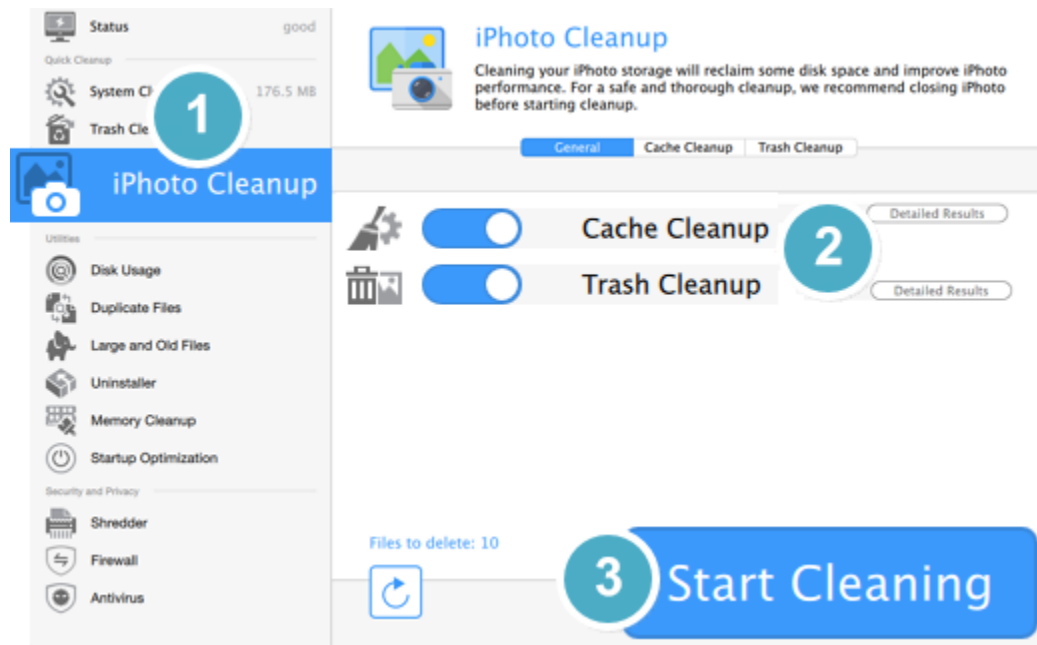 Status good
Quick Cleanup
System Cl 176.5 MB
1
Trash Cle
iPhoto Cleanup
Utilities
Disk Usage
Duplicate Files
Large and Old Files
Uninstaller
Memory Cleanup
Startup Optimization
Security and Privacy
Shredder
Firewall
Antivirus
iPhoto Cleanup
Cleaning your iPhoto storage will reclaim some disk space and improve iPhoto
performance. For a safe and thorough cleanup, we recommend closing iPhoto
before starting cleanup.
General Cache Cleanup Trash Cleanup
Cache Cleanup
2
Detailed Results
Trash Cleanup
Detailed Results
Files to delete: 10
3
Start Cleaning